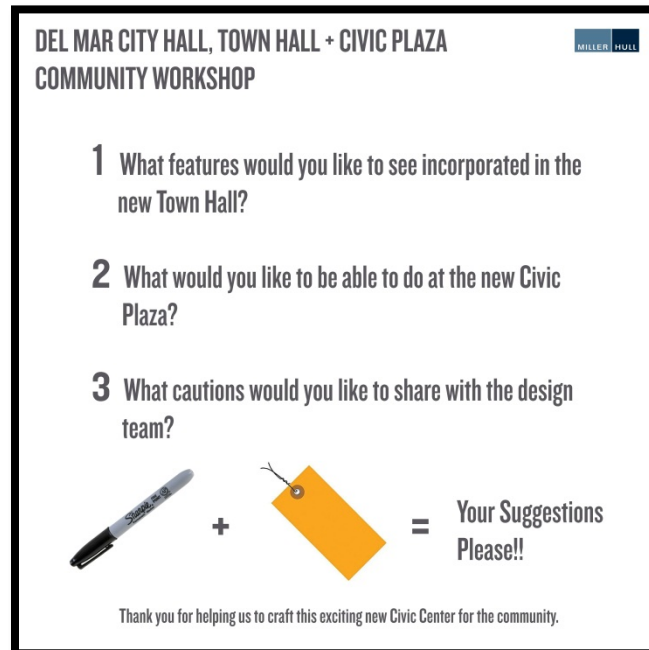 DEL MAR CITY HALL, TOWN HALL + CIVIC PLAZA
COMMUNITY WORKSHOP
MILLER HULL
1 What features would you like to see incorporated in the
new Town Hall?
2 What would you like to be able to do at the new Civic
Plaza?
3 What cautions would you like to share with the design
team?
Sharpie
+
=
Your Suggestions
Please!!
Thank you for helping us to craft this exciting new Civic Center for the community.